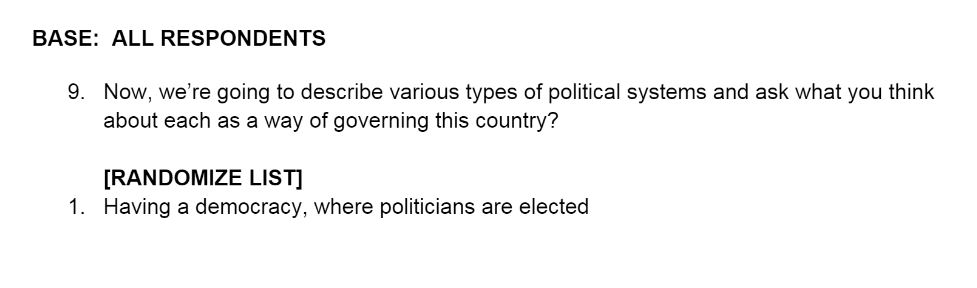 BASE: ALL RESPONDENTS
9. Now, we’re going to describe various types of political systems and ask what you think
about each as a way of governing this country?
[RANDOMIZE LIST]
1. Having a democracy, where politicians are elected